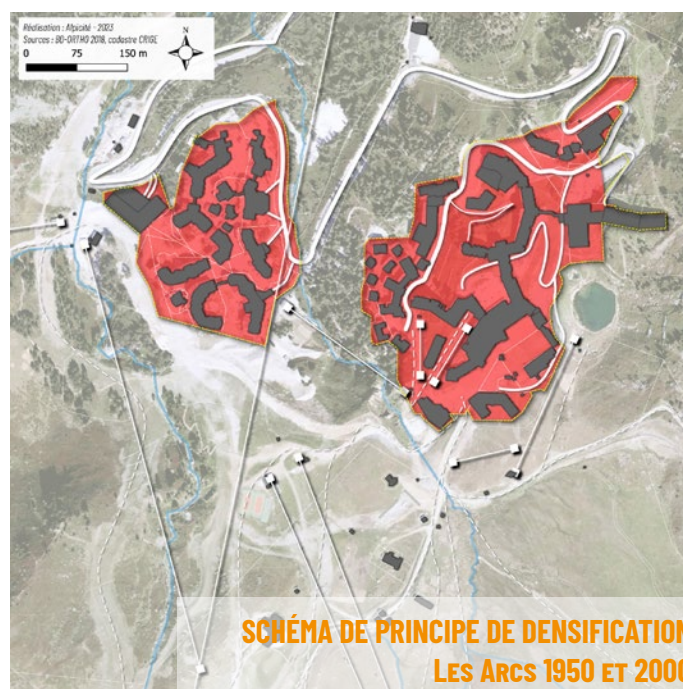 Réalisation : Alpicité - 2023
Sources : BD-ORTHO 2018, cadastre CRIGE
N
0 75 150 m
SCHÉMA DE PRINCIPE DE DENSIFICATION
LES ARCS 1950 ET 2000